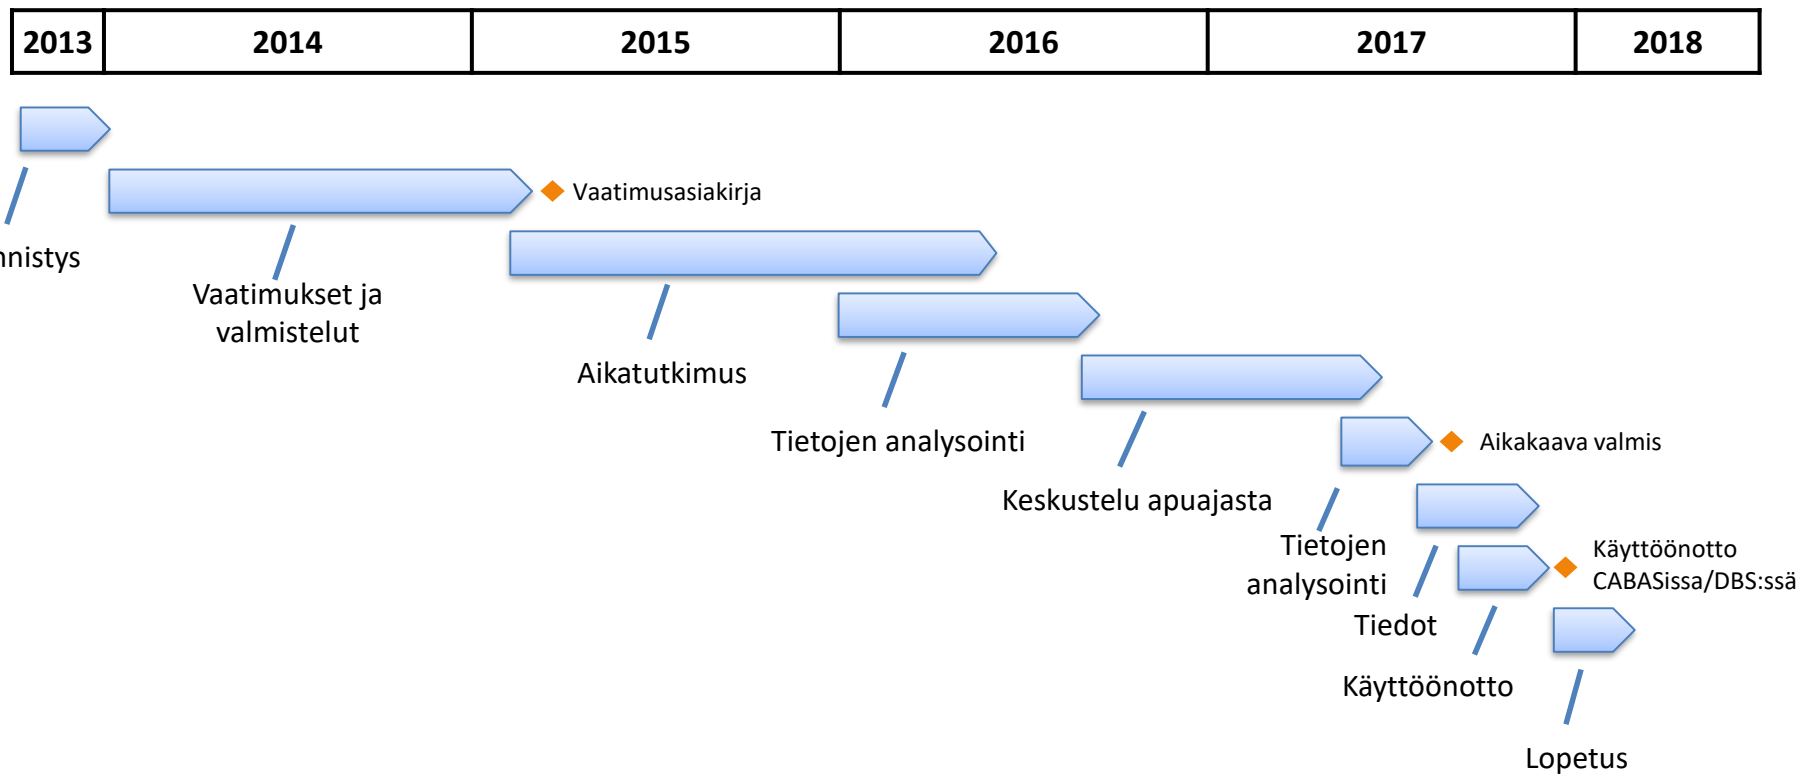 2013 2014 2015 2016 2017 2018
Vaatimusasiakirja
nnistys
Vaatimukset ja
valmistelut
Aikatutkimus
Tietojen analysointi
Aikakaava valmis
Keskustelu apuajasta
Tietojen
analysointi
Käyttöönotto
CABASissa/DBS:ssä
Tiedot
Käyttöönotto
Lopetus